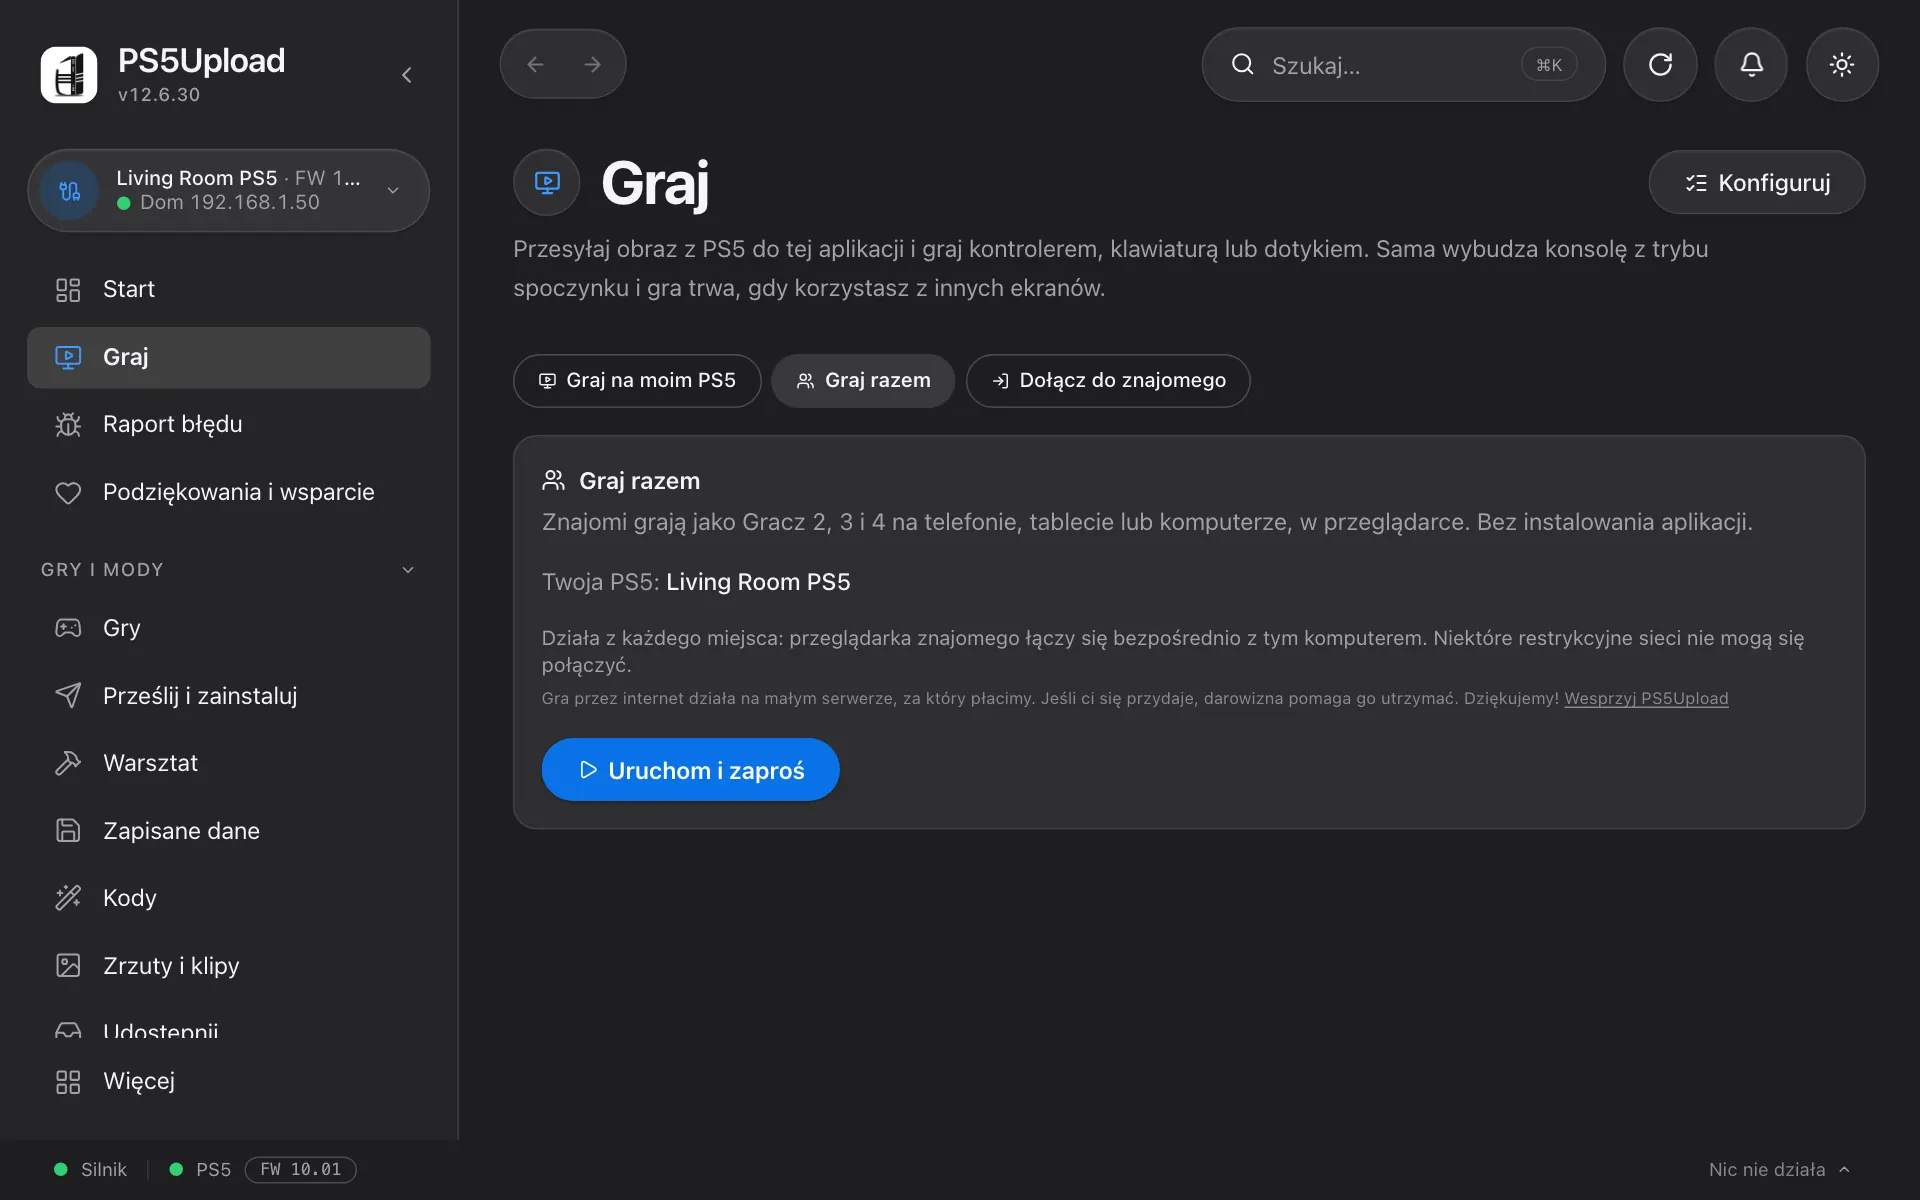 PS5Upload
v12.6.30
Living Room PS5 · FW 1...
Dom 192.168.1.50
Start
Graj
Raport błędu
Podziękowania i wsparcie
GRY I MODY
Gry
Prześlij i zainstaluj
Warsztat
Zapisane dane
Kody
Zrzuty i klipy
Udostępnij
Więcej
Szukaj...
⌘K
Graj
Konfiguruj
Przesyłaj obraz z PS5 do tej aplikacji i graj kontrolerem, klawiaturą lub dotykiem. Sama wybudza konsolę z trybu
spoczynku i gra trwa, gdy korzystasz z innych ekranów.
Graj na moim PS5
Graj razem
Dołącz do znajomego
Graj razem
Znajomi grają jako Gracz 2, 3 i 4 na telefonie, tablecie lub komputerze, w przeglądarce. Bez instalowania aplikacji.
Twoja PS5: Living Room PS5
Działa z każdego miejsca: przeglądarka znajomego łączy się bezpośrednio z tym komputerem. Niektóre restrykcyjne sieci nie mogą się
połączyć.
Gra przez internet działa na małym serwerze, za który płacimy. Jeśli ci się przydaje, darowizna pomaga go utrzymać. Dziękujemy! Wesprzyj PS5Upload
Uruchom i zaproś
Silnik
PS5
FW 10.01
Nic nie działa